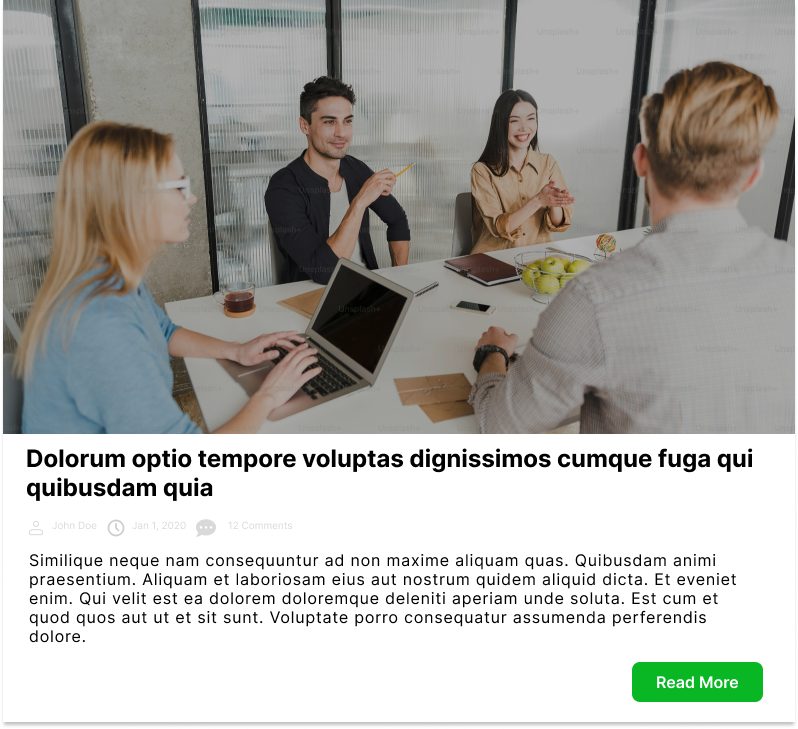 Dolorum optio tempore voluptas dignissimos cumque fuga qui
quibusdam quia
John Doe Jan 1, 2020 12 Comments
Similique neque nam consequuntur ad non maxime aliquam quas. Quibusdam animi
praesentium. Aliquam et laboriosam eius aut nostrum quidem aliquid dicta. Et eveniet
enim. Qui velit est ea dolorem doloremque deleniti aperiam unde soluta. Est cum et
quod quos aut ut et sit sunt. Voluptate porro consequatur assumenda perferendis
dolore.
Read More